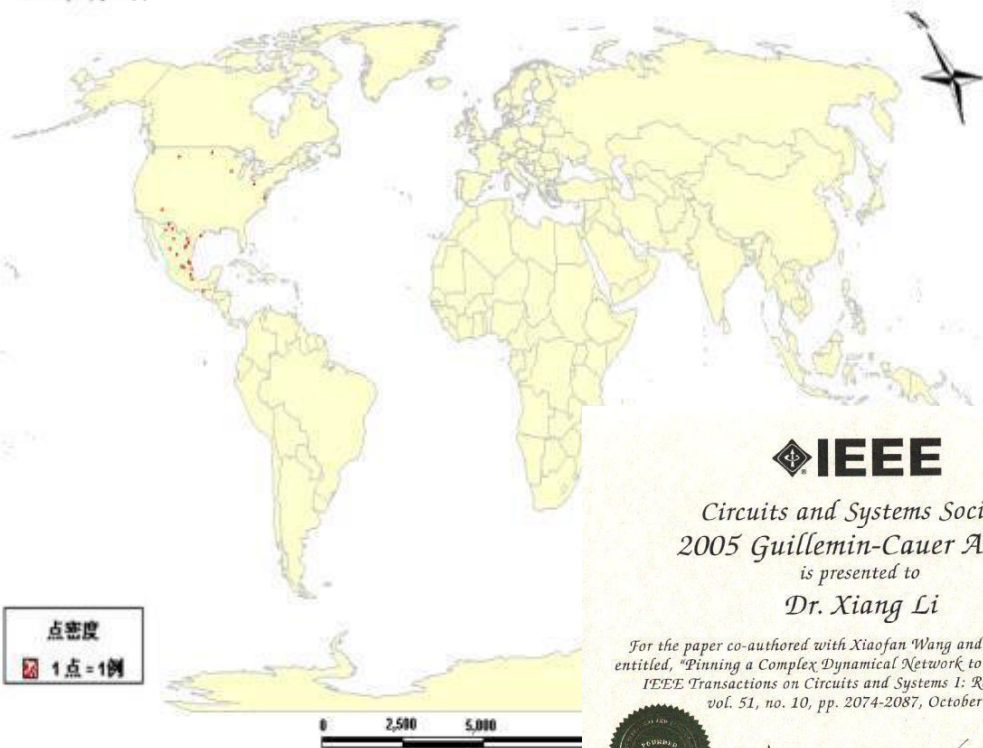 点密度
1点=1例
0 2,500 5,000
IEEE
Circuits and Systems Soci
2005 Guillemin-Cauer A
is presented to
Dr. Xiang Li
For the paper co-authored with Xiaofan Wang and
entitled, "Pinning a Complex Dynamical Network to
IEEE Transactions on Circuits and Systems I: R
vol. 51, no. 10, pp. 2074-2087, October